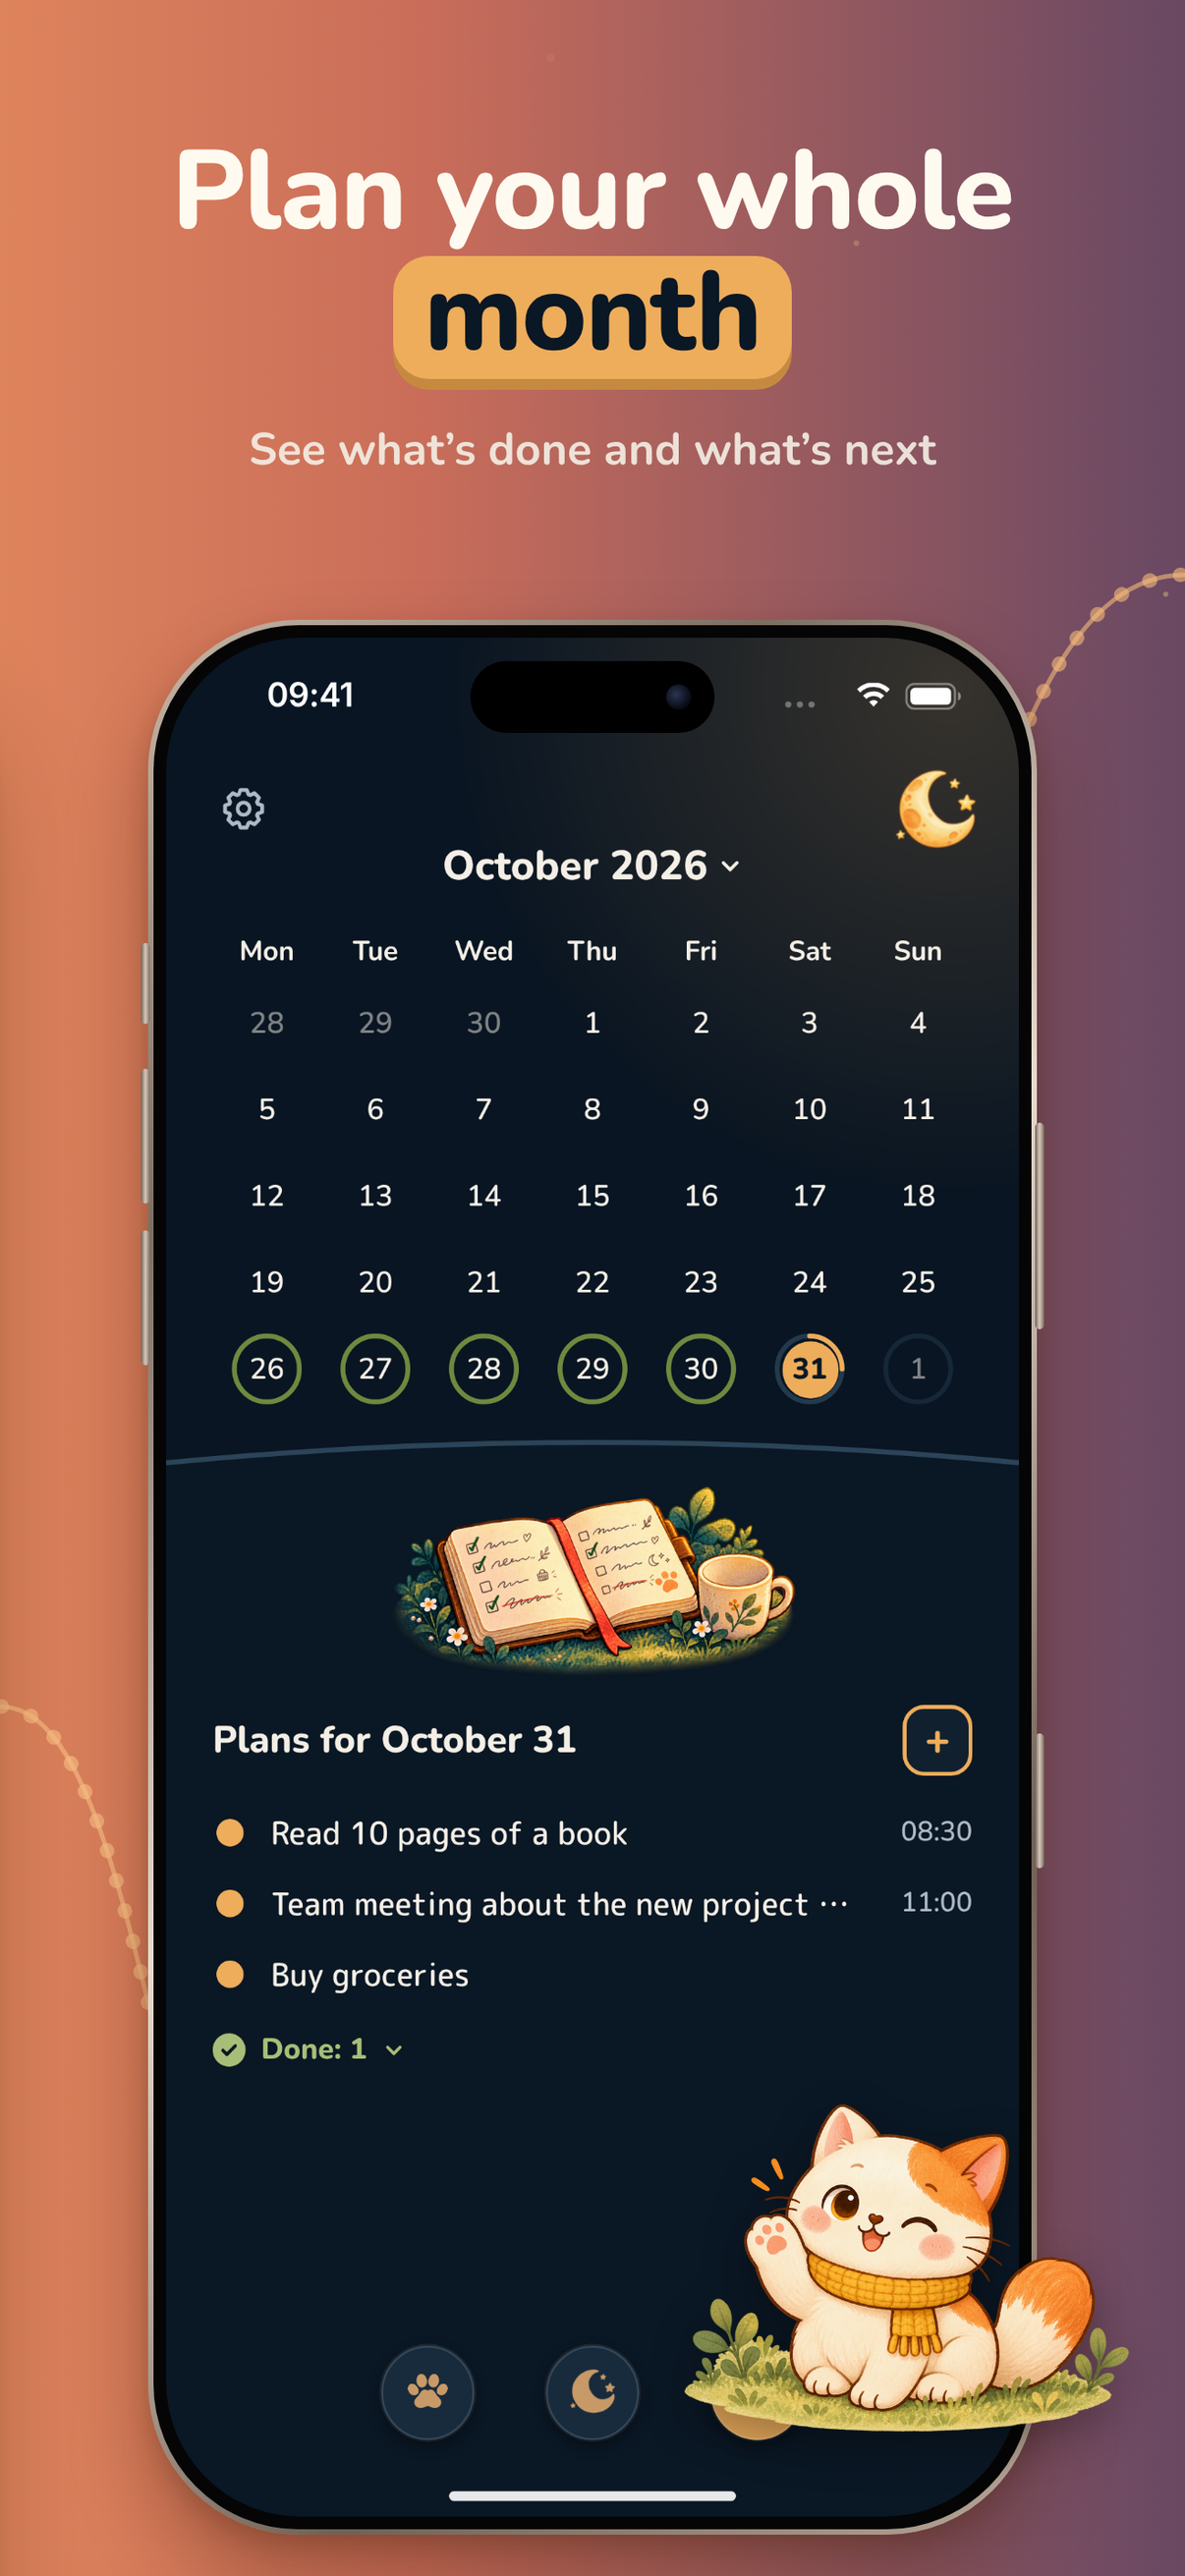 Plan your whole
month
See what’s done and what’s next
09:41
October 2026
Mon Tue Wed Thu Fri Sat Sun
28 29 30 1 2 3 4
5 6 7 8 9 10 11
12 13 14 15 16 17 18
19 20 21 22 23 24 25
26 27 28 29 30 31 1
Plans for October 31
+
Read 10 pages of a book 08:30
Team meeting about the new project ··· 11:00
Buy groceries
Done: 1